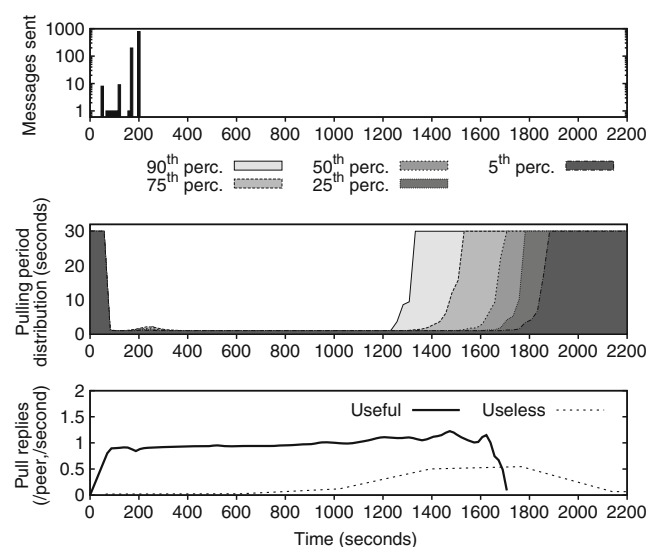 Messages sent
1000
100
10
1
0 200 400 600 800 1000 1200 1400 1600 1800 2000 2200
90th perc. 50th perc. 5th perc.
75th perc. 25th perc.
Pulling period
distribution (seconds)
30
20
10
0
0 200 400 600 800 1000 1200 1400 1600 1800 2000 2200
Pull replies
(/peer,/second)
2
1.5
1
0.5
0
Useful Useless
0 200 400 600 800 1000 1200 1400 1600 1800 2000 2200
Time (seconds)